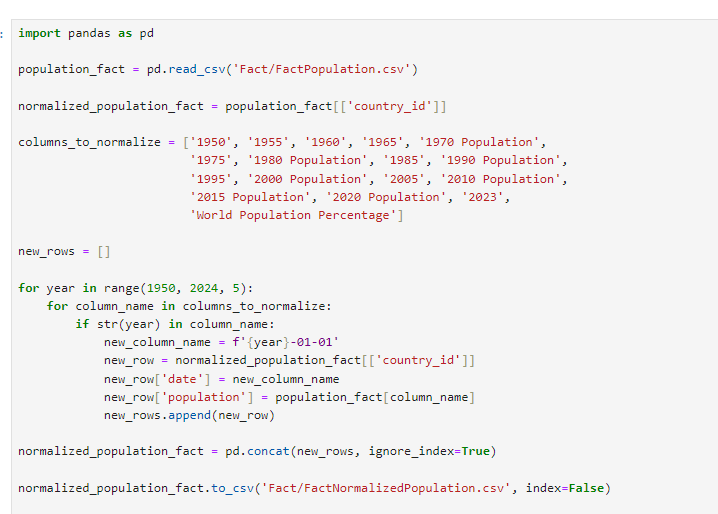 import pandas as pd
population_fact = pd.read_csv('Fact/FactPopulation.csv')
normalized_population_fact = population_fact[['country_id']]
columns_to_normalize = ['1950', '1955', '1960', '1965', '1970 Population',
'1975', '1980 Population', '1985', '1990 Population',
'1995', '2000 Population', '2005', '2010 Population',
'2015 Population', '2020 Population', '2023',
'World Population Percentage']
new_rows = []
for year in range(1950, 2024, 5):
for column_name in columns_to_normalize:
if str(year) in column_name:
new_column_name = f'{year}-01-01'
new_row = normalized_population_fact[['country_id']]
new_row['date'] = new_column_name
new_row['population'] = population_fact[column_name]
new_rows.append(new_row)
normalized_population_fact = pd.concat(new_rows, ignore_index=True)
normalized_population_fact.to_csv('Fact/FactNormalizedPopulation.csv', index=False)